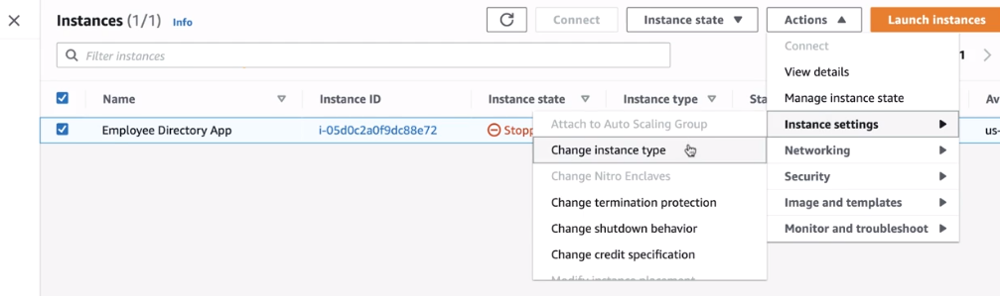 Instances (1/1) Info
Connect
Instance state
Actions
Launch instances
Filter instances
1
Name
Instance ID
Instance state
Instance type
Sta
Av
Employee Directory App
i-05d0c2a0f9dc88e72
Stopp
us-
Connect
View details
Manage instance state
Instance settings
Networking
Security
Image and templates
Monitor and troubleshoot
Attach to Auto Scaling Group
Change instance type
Change Nitro Enclaves
Change termination protection
Change shutdown behavior
Change credit specification
Modify instance placement